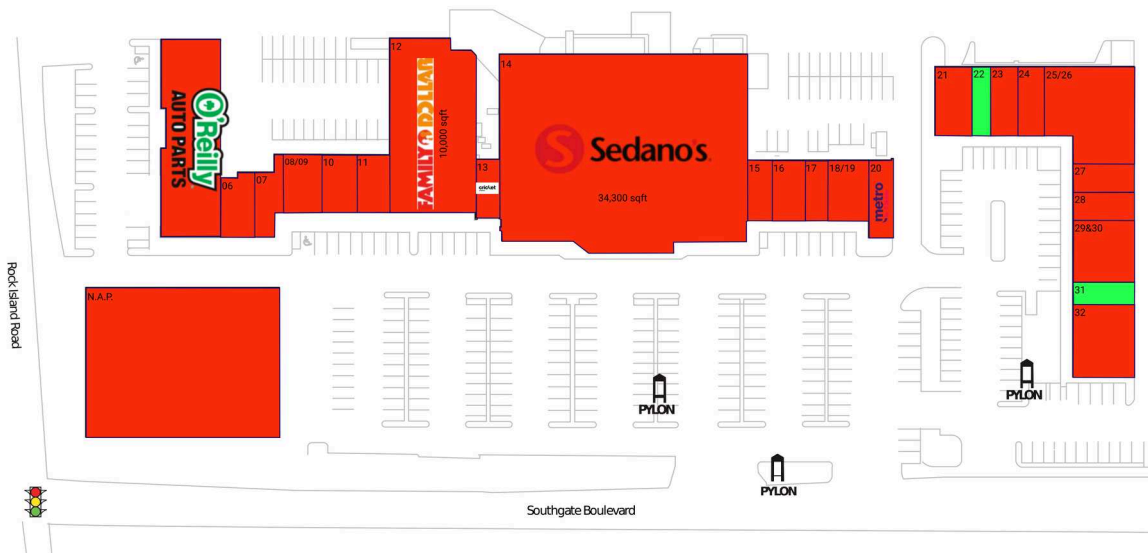 12
14
21
22
23
24
25/26
O'Reilly
AUTO PARTS
FAMILY DOLLAR
10,000 sqft
S Sedano's.
34,300 sqft
06
07
08/09
10
11
13
cricket
15
16
17
18/19
20
metro
27
28
29&30
31
32
N.A.P.
Rock Island Road
PYLON
PYLON
PYLON
Southgate Boulevard